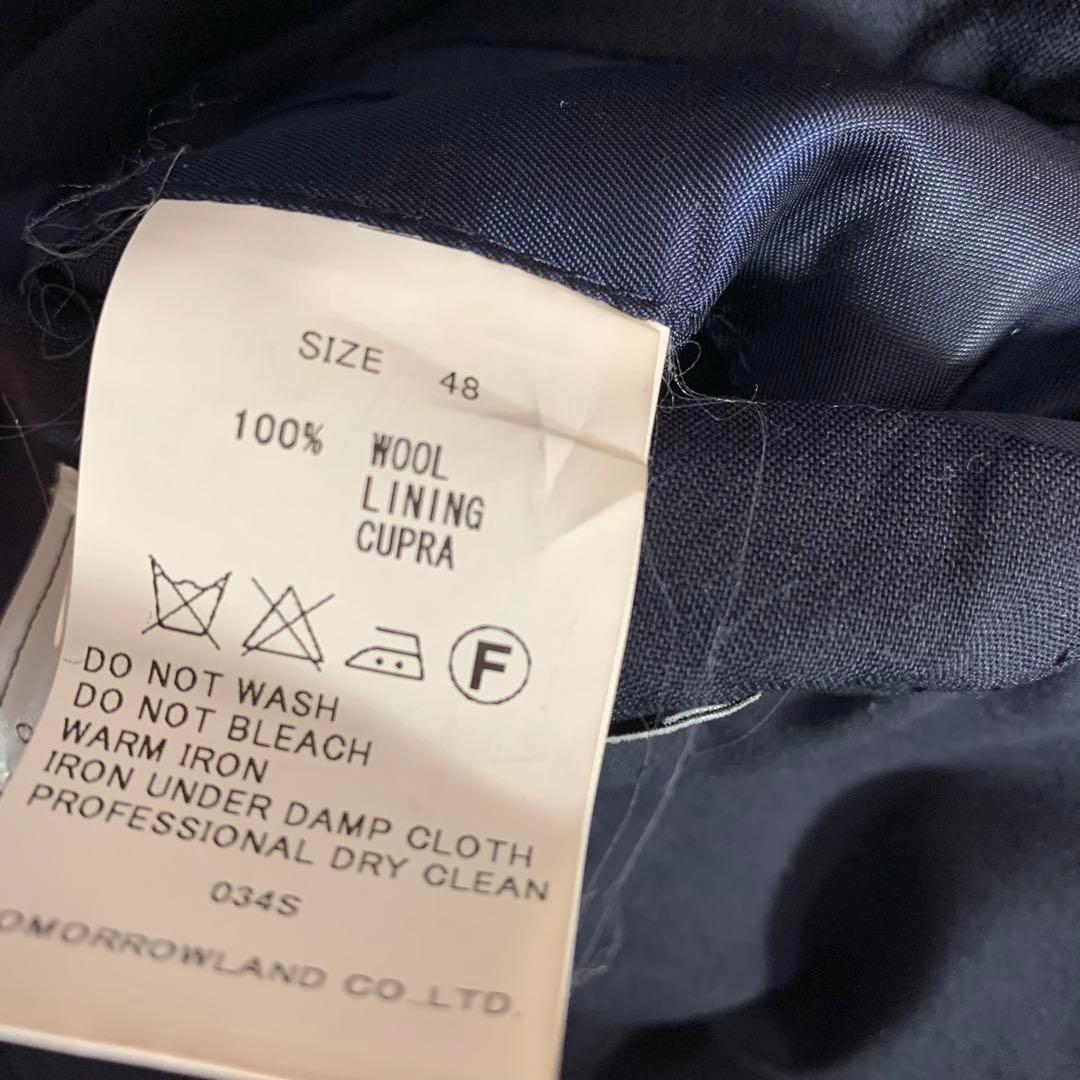 SIZE 48
100% WOOL
LINING
CUPRA
F
DO NOT WASH
DO NOT BLEACH
WARM IRON
IRON UNDER DAMP CLOTH
PROFESSIONAL DRY CLEAN
034S
OMORROWLAND CO.,LTD.